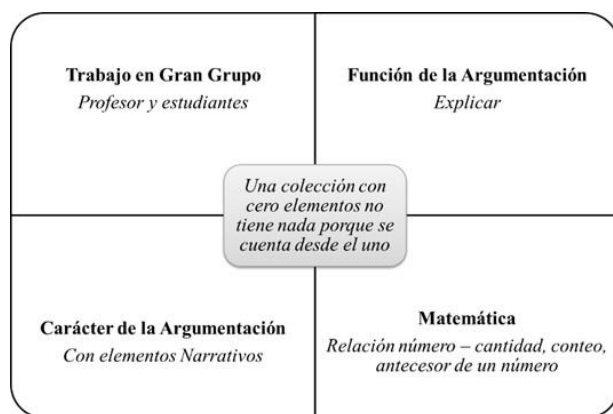 Trabajo en Gran Grupo
Profesor y estudiantes
Función de la Argumentación
Explicar
Una colección con
cero elementos no
tiene nada porque se
cuenta desde el uno
Carácter de la Argumentación
Con elementos Narrativos
Matemática
Relación número – cantidad, conteo,
antecesor de un número